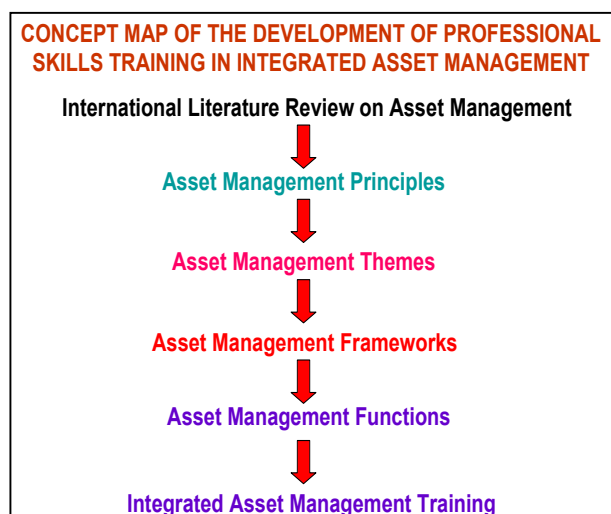 CONCEPT MAP OF THE DEVELOPMENT OF PROFESSIONAL
SKILLS TRAINING IN INTEGRATED ASSET MANAGEMENT
International Literature Review on Asset Management
Asset Management Principles
Asset Management Themes
Asset Management Frameworks
Asset Management Functions
Integrated Asset Management Training